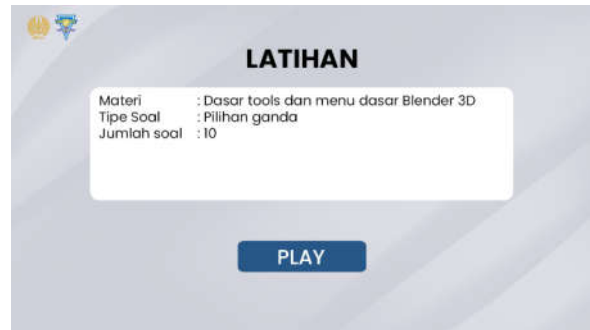 LATIHAN
Materi : Dasar tools dan menu dasar Blender 3D
Tipe Soal : Pilihan ganda
Jumlah soal : 10
PLAY